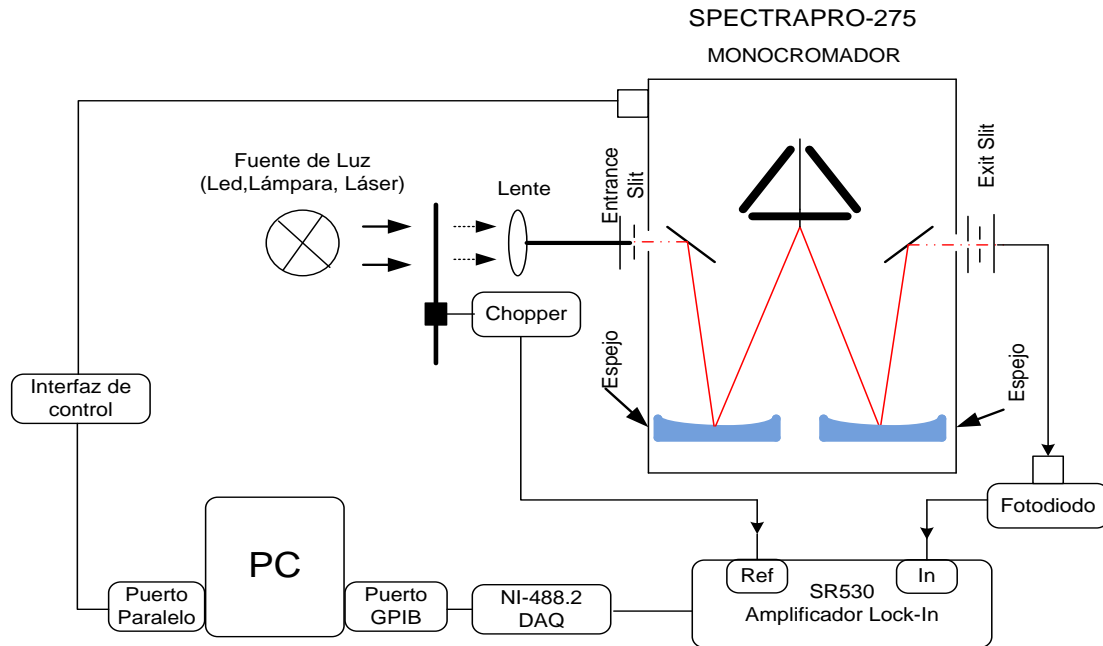 SPECTRAPRO-275
MONOCROMADOR
Fuente de Luz
(Led,Lámpara, Láser)
Lente
Entrance
Slit
Exit Slit
Chopper
Espejo
Espejo
Interfaz de
control
Fotodiodo
PC
Puerto
Paralelo
Puerto
GPIB
NI-488.2
DAQ
Ref
In
SR530
Amplificador Lock-In